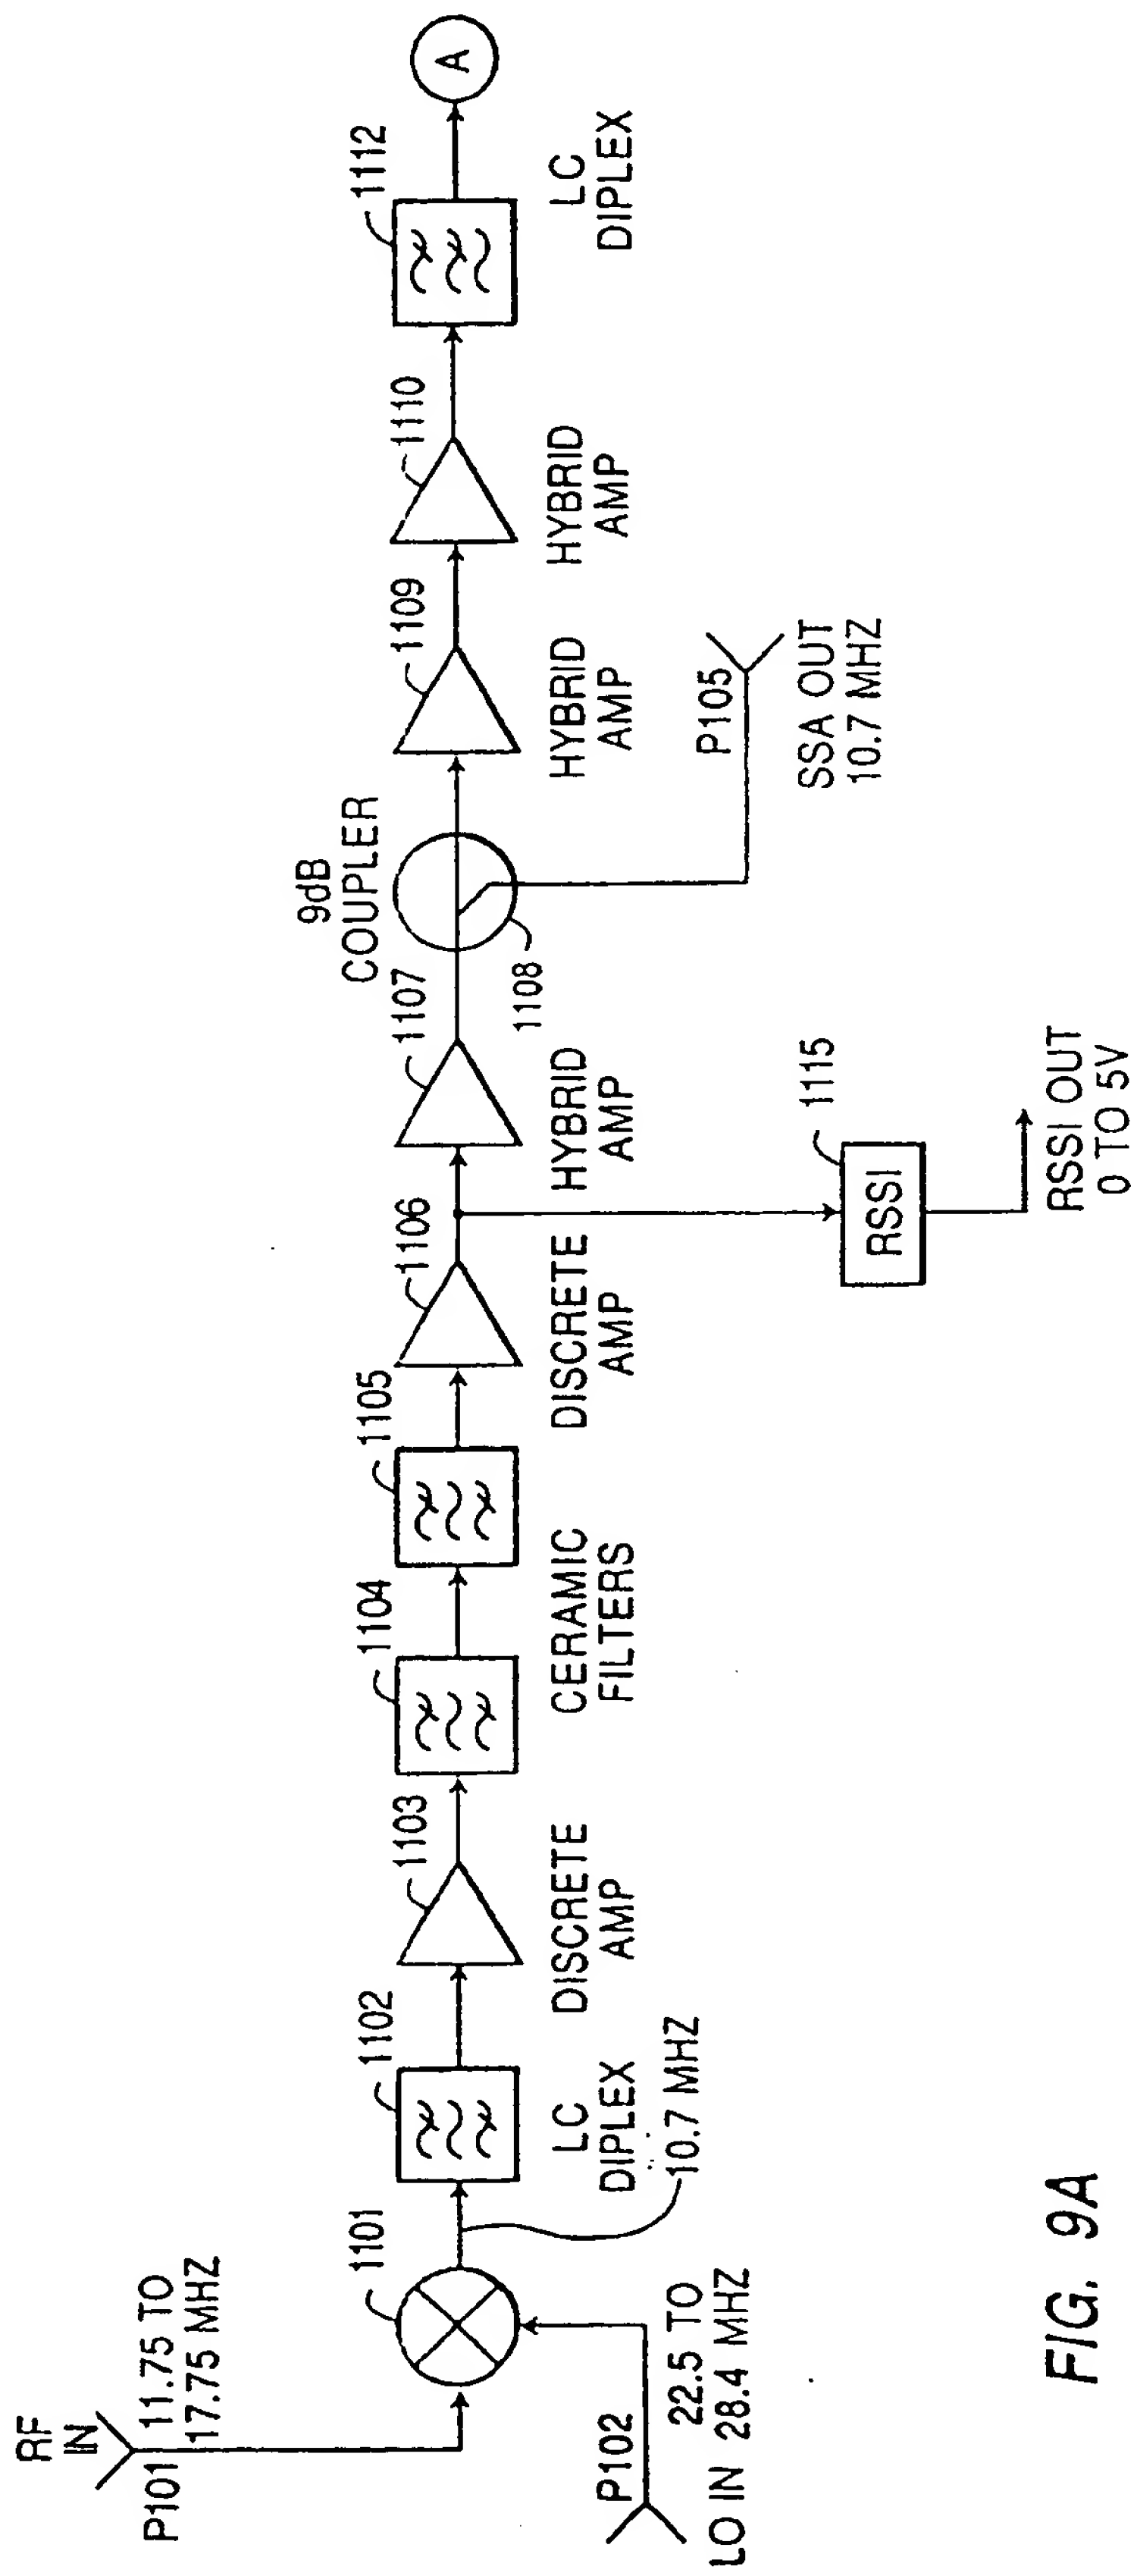 RF
IN
P101
11.75 TO
17.75 MHZ
1101
P102
22.5 TO
LO IN 28.4 MHZ
10.7 MHZ
1102
LC
DIPLEX
1103
DISCRETE
AMP
1104
1105
CERAMIC
FILTERS
1106
DISCRETE
AMP
1115
RSSI
RSSI OUT
0 TO 5V
1107
HYBRID
AMP
9dB
COUPLER
1108
P105
SSA OUT
10.7 MHZ
1109
HYBRID
AMP
1110
HYBRID
AMP
1112
LC
DIPLEX
A
FIG. 9A